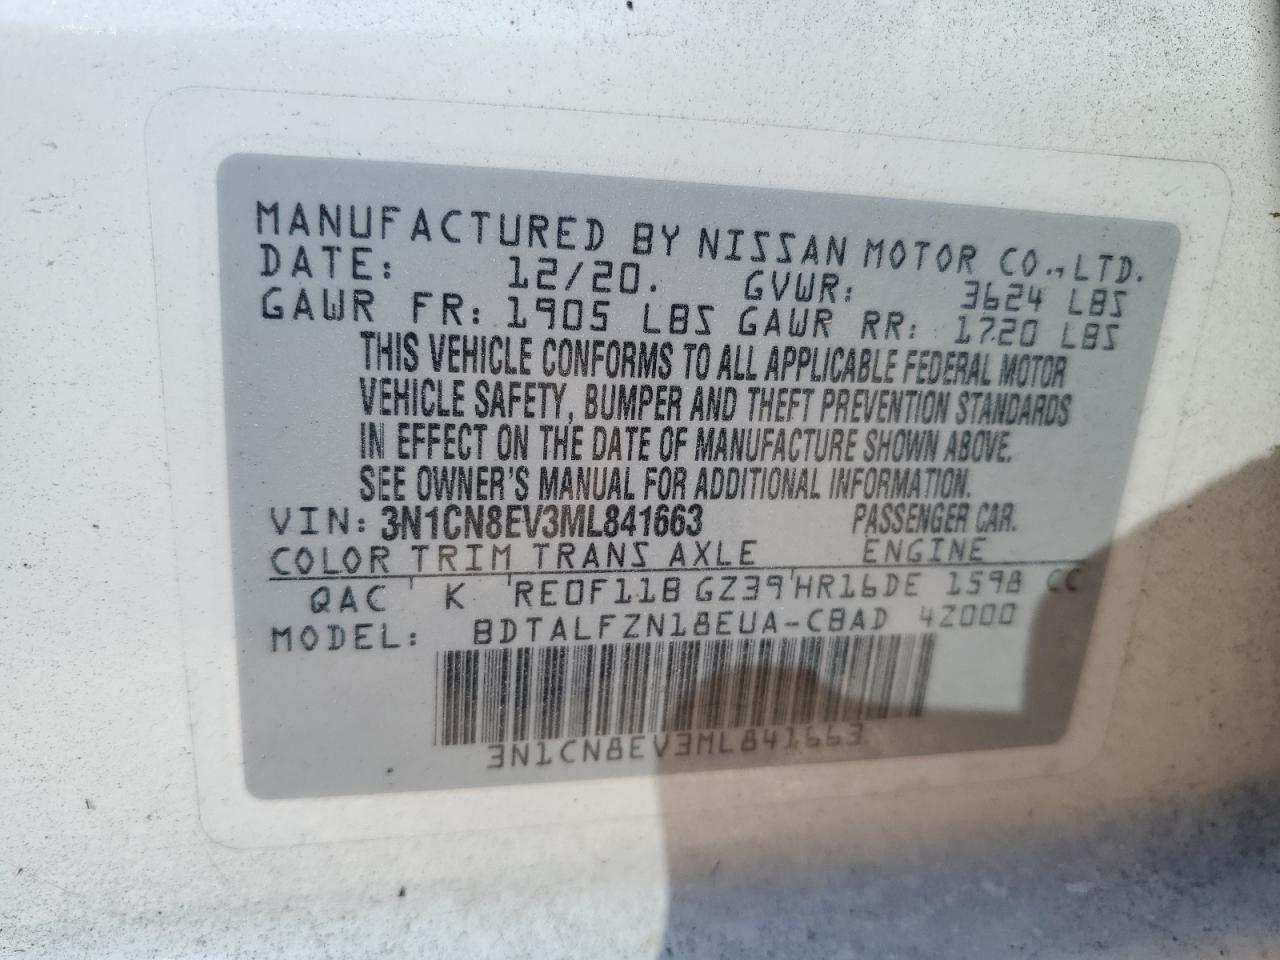 MANUFACTURED BY NISSAN MOTOR CO.,LTD.
DATE: 12/20. GVWR: 3624 LBS
GAWR FR: 1905 LBS GAWR RR: 1720 LBS
THIS VEHICLE CONFORMS TO ALL APPLICABLE FEDERAL MOTOR
VEHICLE SAFETY, BUMPER AND THEFT PREVENTION STANDARDS
IN EFFECT ON THE DATE OF MANUFACTURE SHOWN ABOVE.
SEE OWNER'S MANUAL FOR ADDITIONAL INFORMATION.
VIN: 3N1CN8EV3ML841663 PASSENGER CAR.
COLOR TRIM TRANS AXLE ENGINE
QAC ' K 'RE0F11B GZ39'HR16DE 1598 CC
MODEL: BDTALFZN18EUA-C8AD 4Z000
3N1CN8EV3ML841663